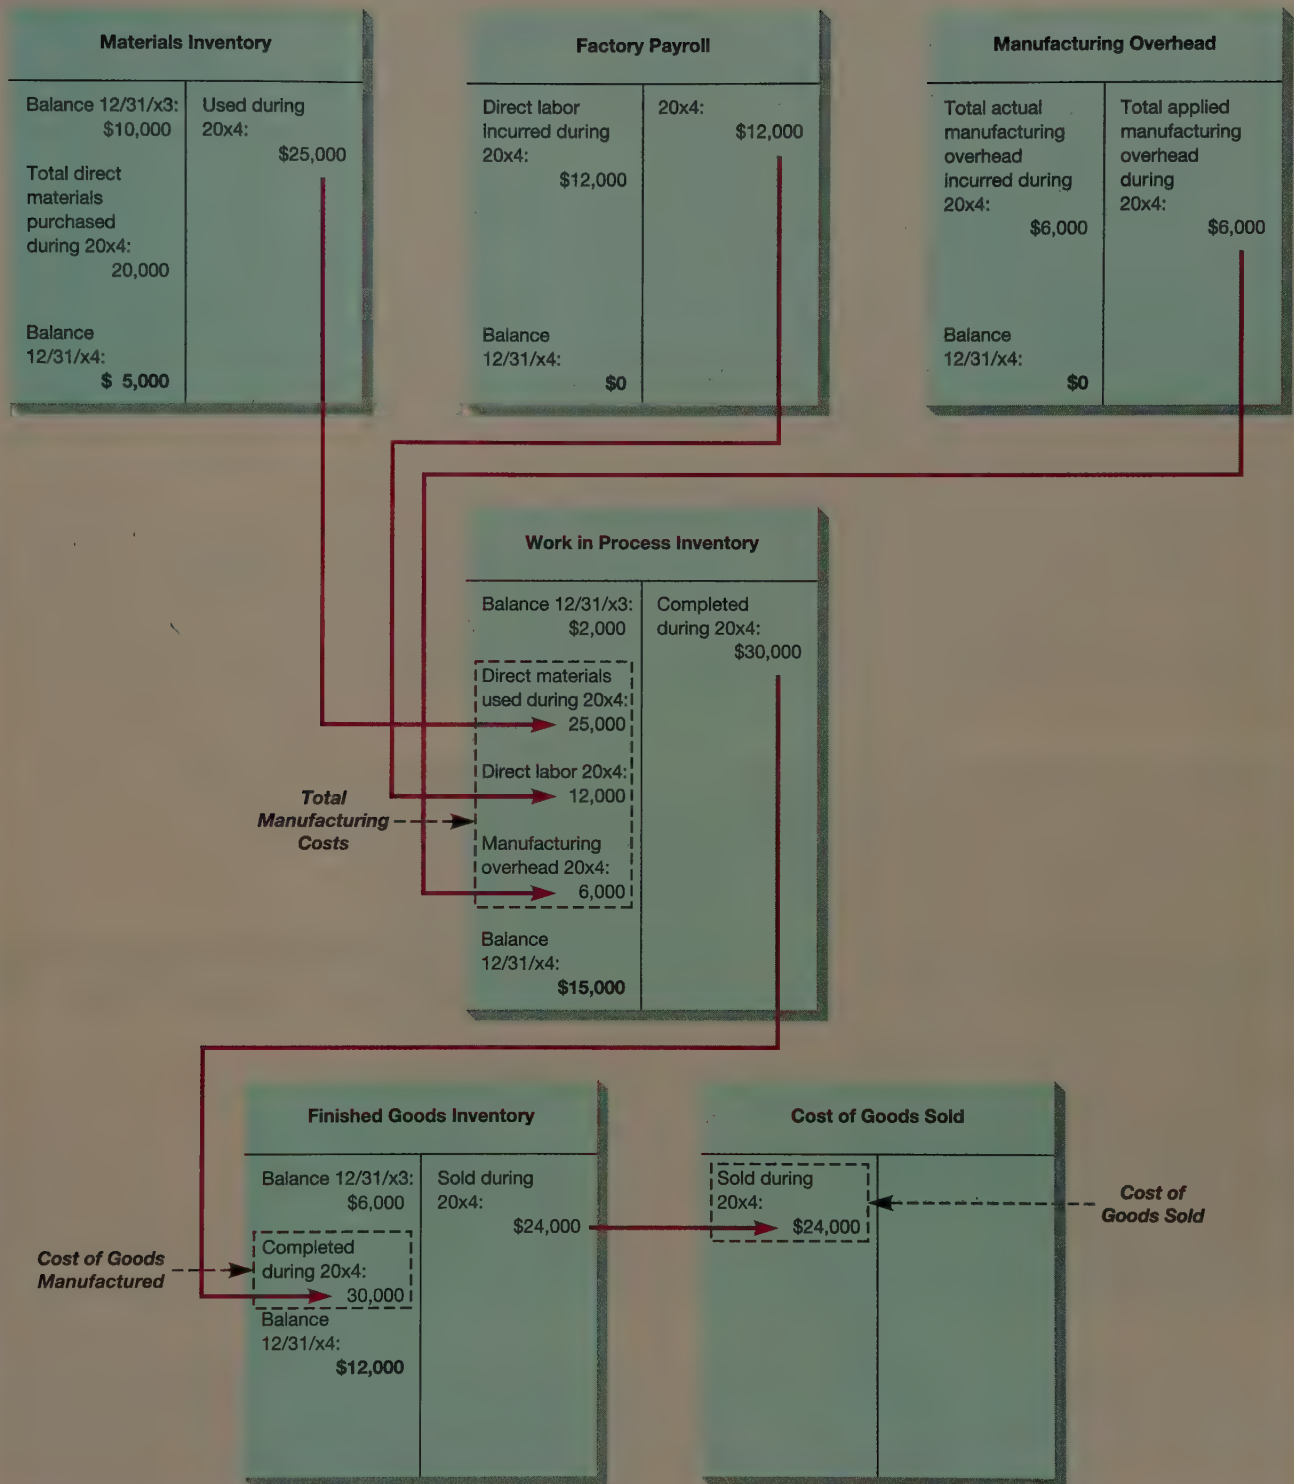 Materials Inventory
Balance 12/31/x3:
$10,000
Total direct
materials
purchased
during 20x4:
20,000
Balance
12/31/x4:
$ 5,000
Used during
20x4:
$25,000
Factory Payroll
Direct labor
incurred during
20x4:
$12,000
Balance
12/31/x4:
$0
20x4:
$12,000
Manufacturing Overhead
Total actual
manufacturing
overhead
incurred during
20x4:
$6,000
Balance
12/31/x4:
$0
Total applied
manufacturing
overhead
during
20x4:
$6,000
Work in Process Inventory
Balance 12/31/x3:
$2,000
Direct materials
used during 20x4:
25,000
Direct labor 20x4:
12,000
Manufacturing
overhead 20x4:
6,000
Balance
12/31/x4:
$15,000
Completed
during 20x4:
$30,000
Total
Manufacturing
Costs
Finished Goods Inventory
Balance 12/31/x3:
$6,000
Completed
during 20x4:
30,000
Balance
12/31/x4:
$12,000
Sold during
20x4:
$24,000
Cost of Goods
Manufactured
Cost of Goods Sold
Sold during
20x4:
$24,000
Cost of
Goods Sold